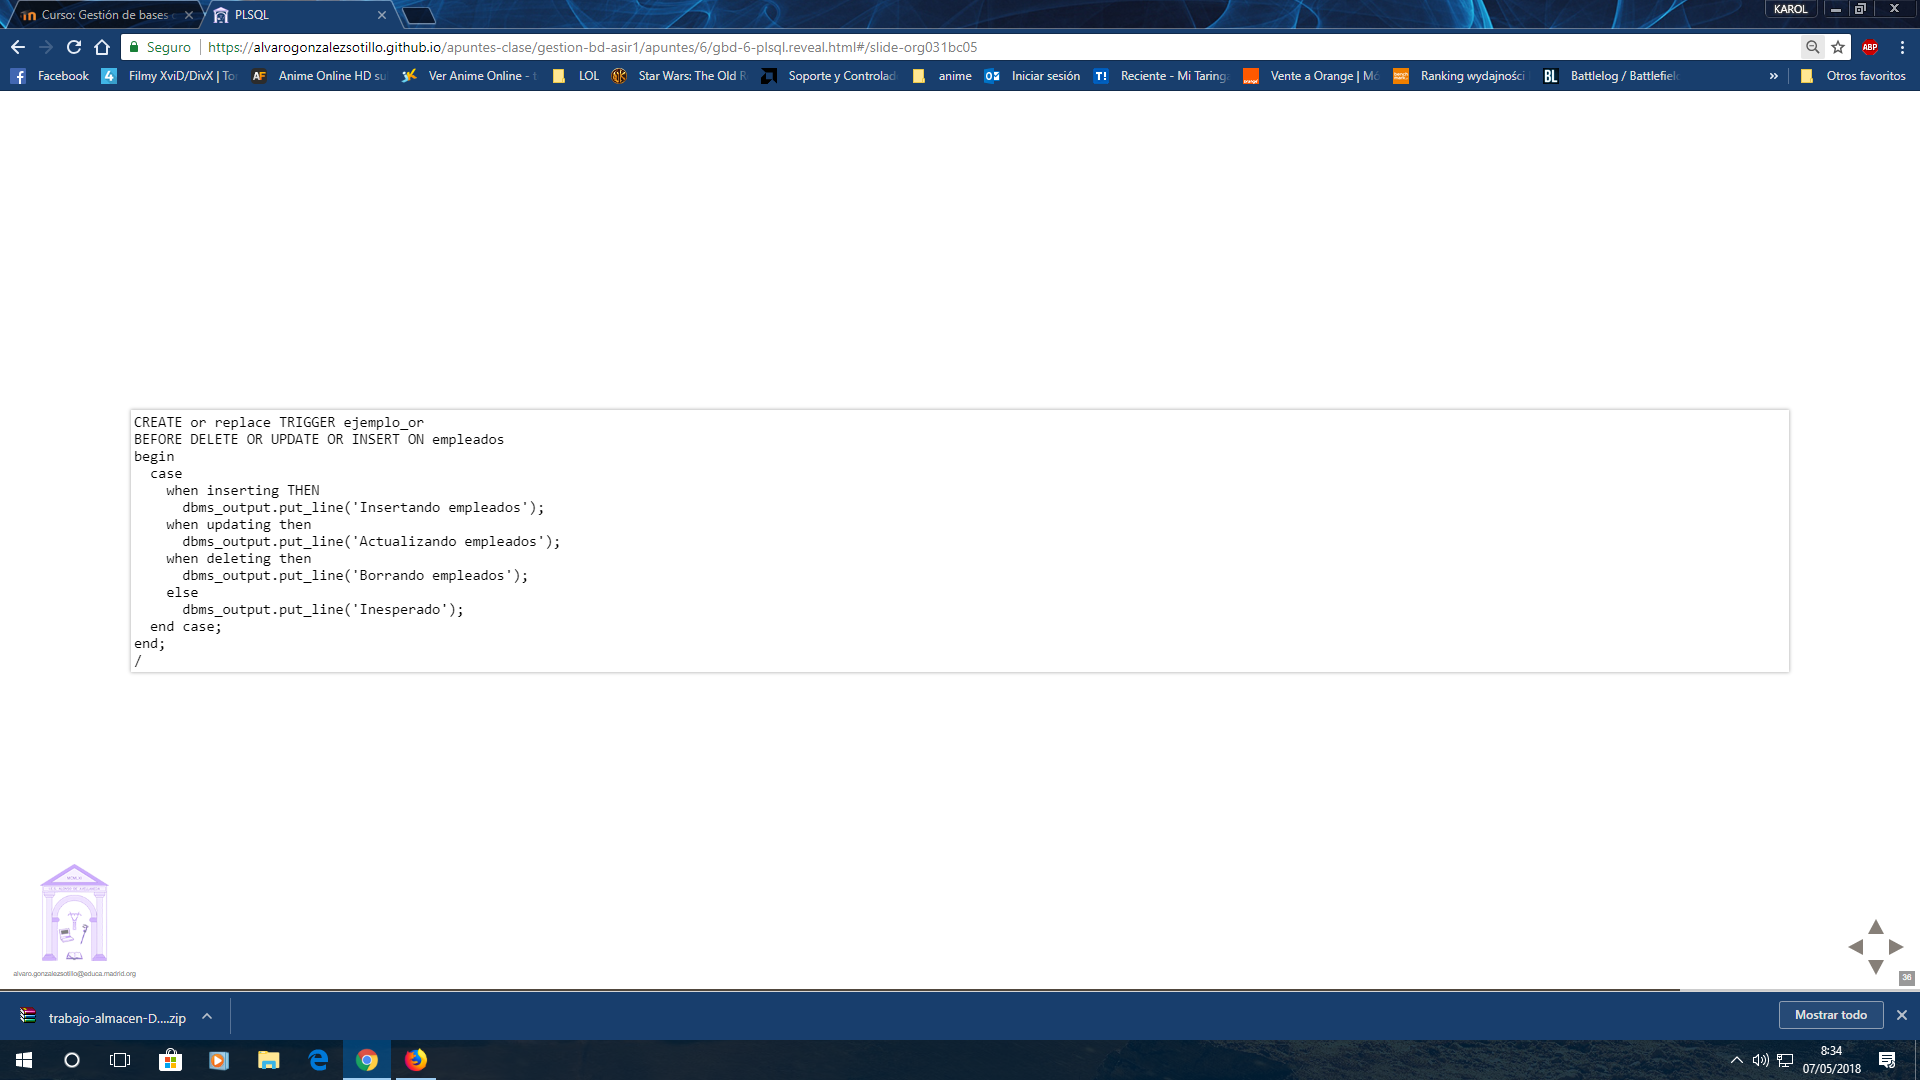 Curso: Gestión de bases
PLSQL
KAROL
Seguro
https://alvarogonzalezsotillo.github.io/apuntes-clase/gestion-bd-asir1/apuntes/6/gbd-6-plsql.reveal.html#/slide-org031bc05
ABP
Facebook
Filmy XviD/DivX | To
Anime Online HD su
Ver Anime Online -
LOL
Star Wars: The Old R
Soporte y Controlad
anime
Iniciar sesión
Reciente - Mi Taringa
Vente a Orange | Mó
Ranking wydajności
Battlelog / Battlefiel
»
Otros favoritos
CREATE or replace TRIGGER ejemplo_or
BEFORE DELETE OR UPDATE OR INSERT ON empleados
begin
  case
    when inserting THEN
      dbms_output.put_line('Insertando empleados');
    when updating then
      dbms_output.put_line('Actualizando empleados');
    when deleting then
      dbms_output.put_line('Borrando empleados');
    else
      dbms_output.put_line('Inesperado');
  end case;
end;
/
alvaro.gonzalezsotillo@educa.madrid.org
36
trabajo-almacen-D....zip
Mostrar todo
8:34
07/05/2018